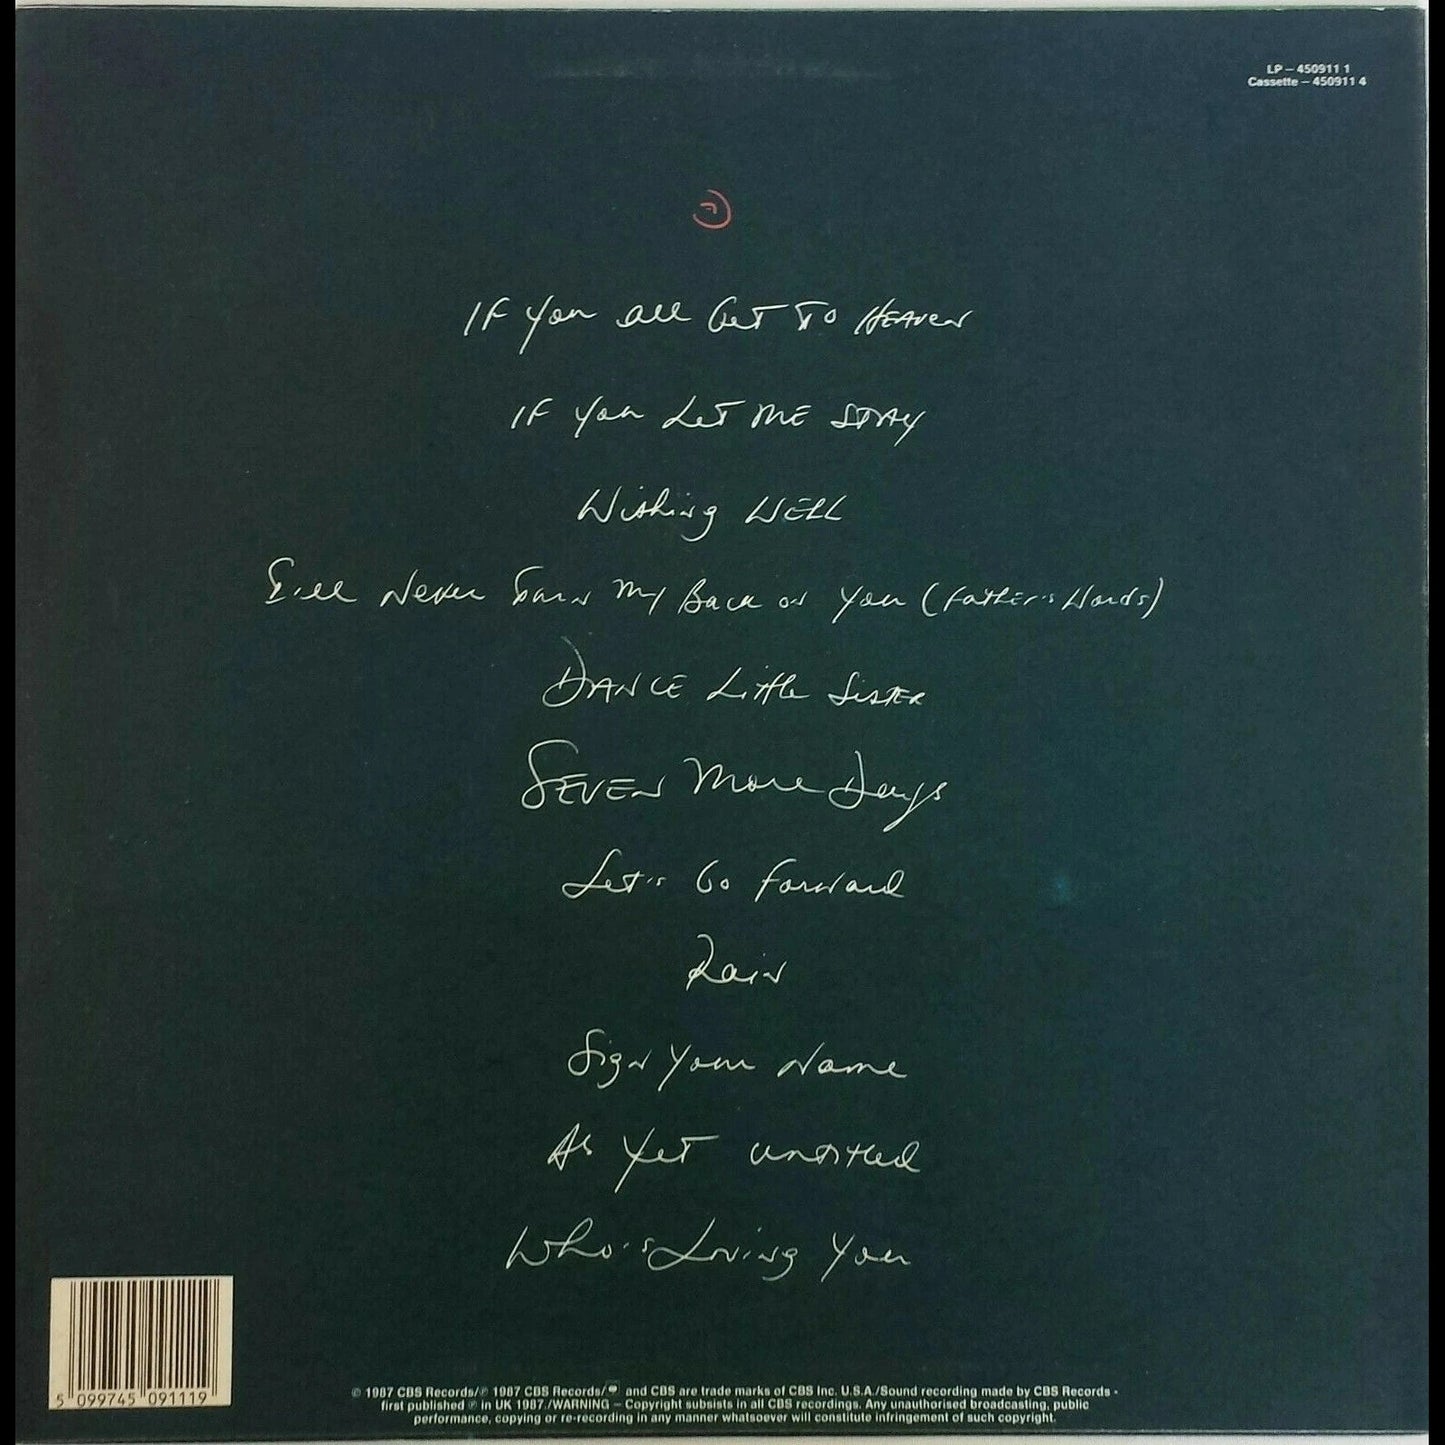 LP – 450911 1
Cassette – 450911 4
If You All Get To Heaven
If You Let Me Stay
Wishing Well
I'll Never Turn My Back on You (Father's Words)
Dance Little Sister
Seven More Days
Let's Go Forward
Rain
Sign Your Name
As Yet Untitled
Who's Loving You
5 099745 091119
© 1987 CBS Records/℗ 1987 CBS Records/ and CBS are trade marks of CBS Inc. U.S.A./Sound recording made by CBS Records •
first published ℗ in UK 1987./WARNING – Copyright subsists in all CBS recordings. Any unauthorised broadcasting, public
performance, copying or re-recording in any manner whatsoever will constitute infringement of such copyright.